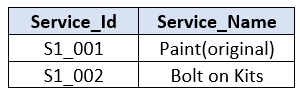 Service_Id Service_Name
S1_001 Paint(original)
S1_002 Bolt on Kits